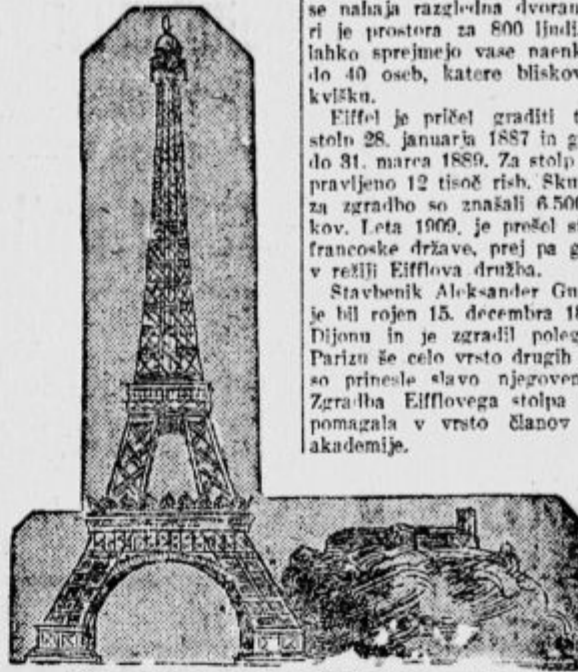 se nahaja razgledna dvoran
ri je prostora za 800 ljudi.
lahko sprejmejo vase naenk
do 40 oseb, katere bliskov
kvišku.
Eiffel je pričel graditi t
stolp 28. januarja 1887 in g
do 31. marca 1889. Za stolp
pravljeno 12 tisoč risb. Sku
za zgradbo so znašali 6.500
kov. Leta 1909. je prešel s
francoske države, prej pa g
v režiji Eifflova družba.
Stavbenik Aleksander Gu
je bil rojen 15. decembra 18
Dijonu in je zgradil poleg
Parizu še celo vrsto drugih
so prinesle slavo njegoven
Zgradba Eifflovega stolpa
pomagala v vrsto članov
akademije.